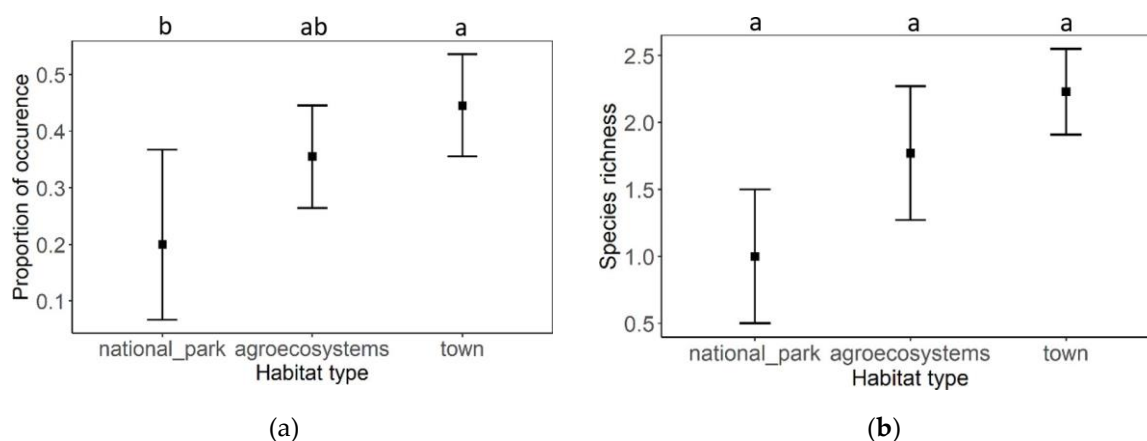 b ab a
Proportion of occurence
0.5
0.4
0.3
0.2
0.1
national_park agroecosystems town
Habitat type
(a)
a a a
Species richness
2.5
2.0
1.5
1.0
0.5
national_park agroecosystems town
Habitat type
(b)